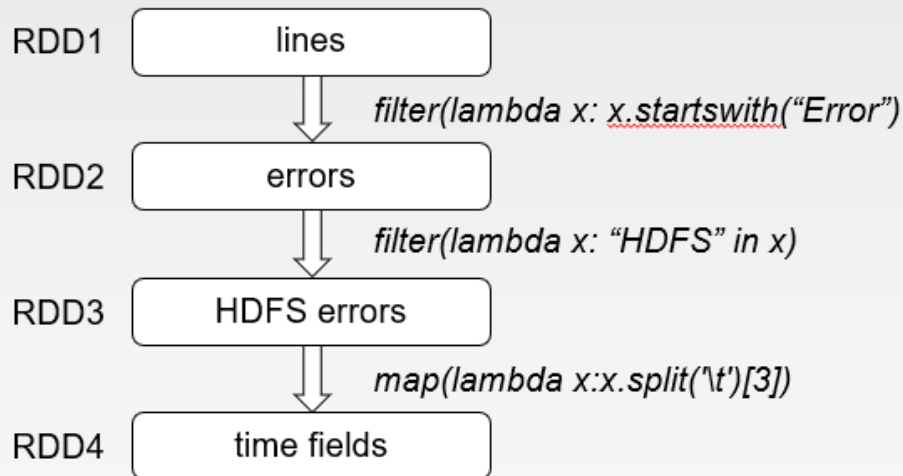 RDD1 lines
filter(lambda x: x.startswith(“Error”)
RDD2 errors
filter(lambda x: “HDFS” in x)
RDD3 HDFS errors
map(lambda x:x.split('\t')[3])
RDD4 time fields